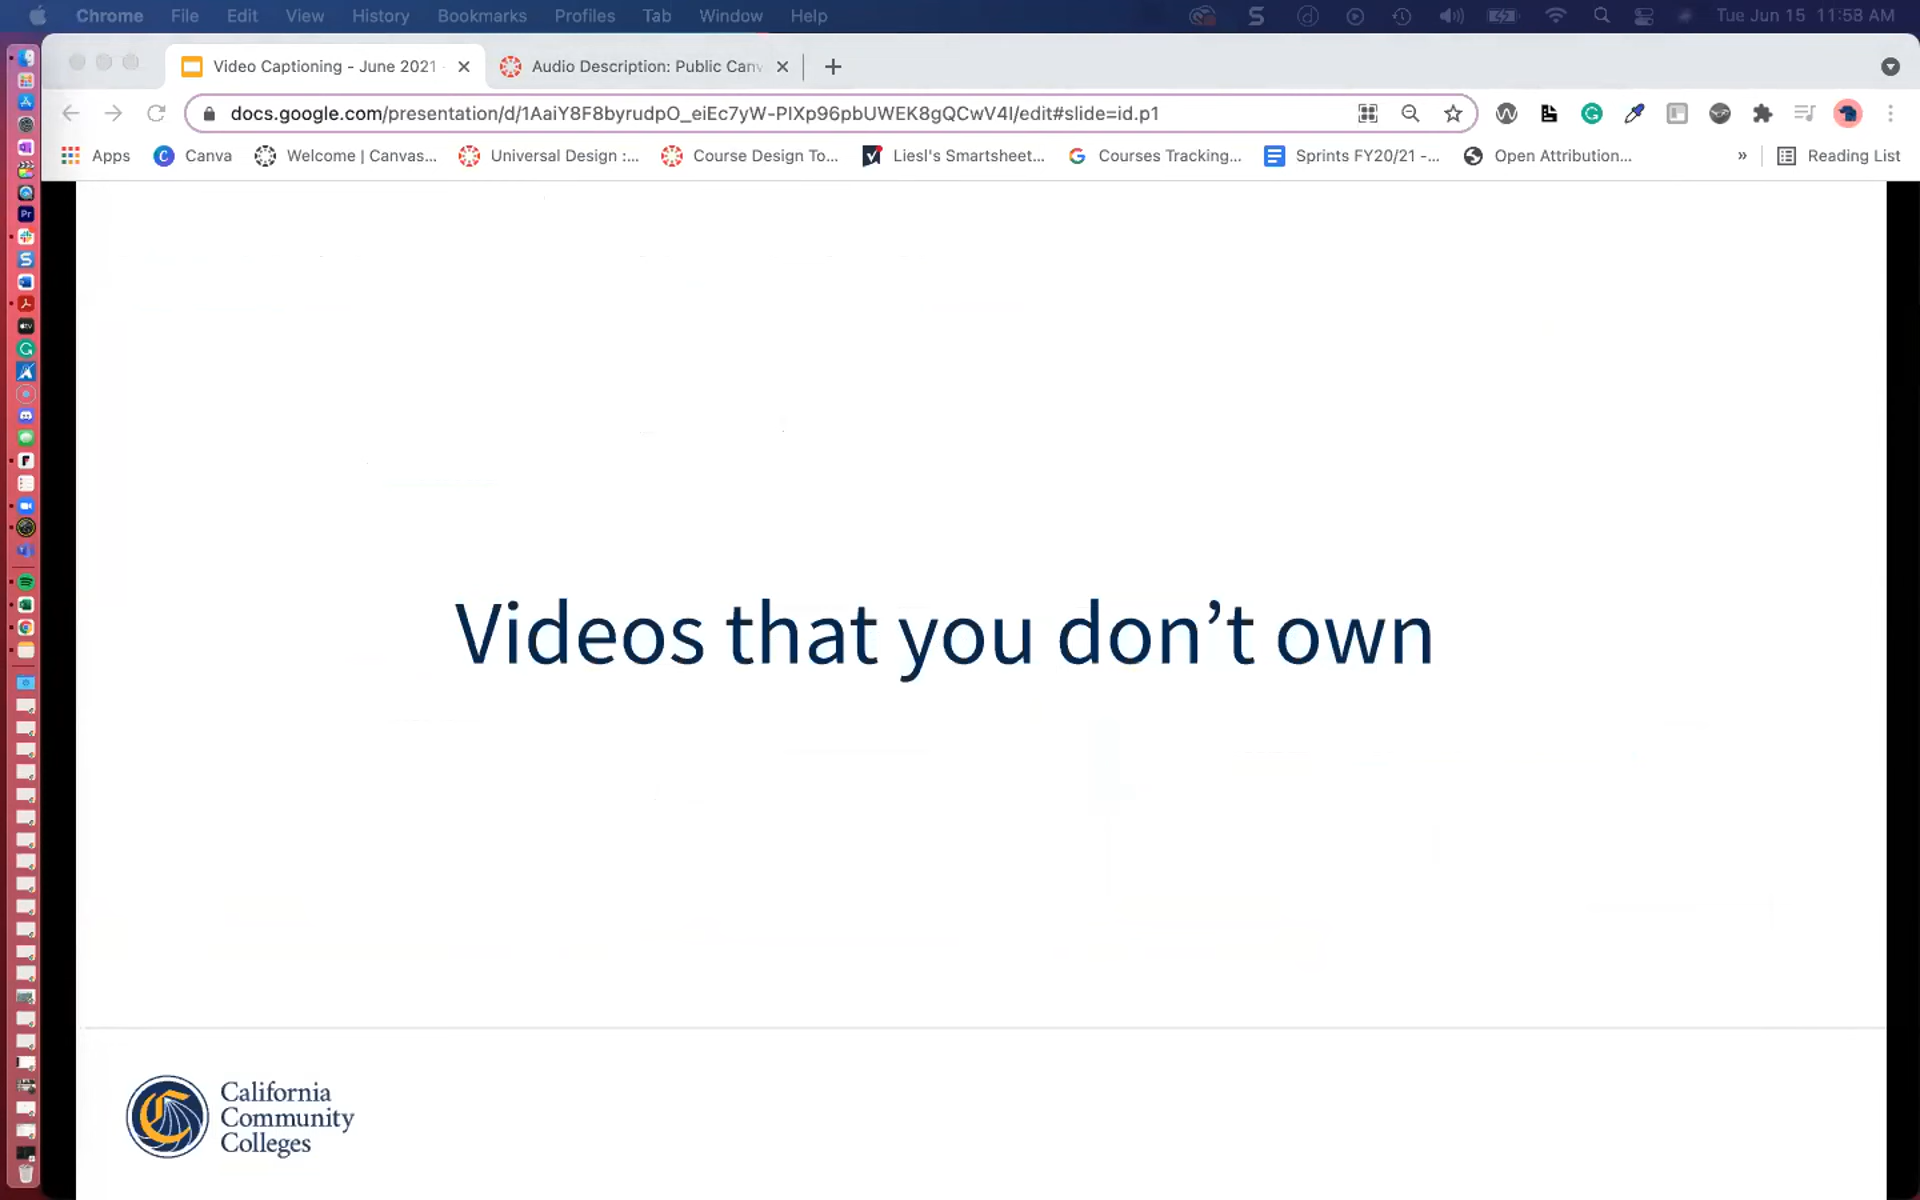 Chrome File Edit View History Bookmarks Profiles Tab Window Help Tue Jun 15 11:58 AM
Video Captioning - June 2021 Audio Description: Public Canv
docs.google.com/presentation/d/1AaiY8F8byrudpO_eiEc7yW-PIXp96pbUWEK8gQCwV4I/edit#slide=id.p1
Apps Canva Welcome | Canvas... Universal Design :... Course Design To... Liesl's Smartsheet... Courses Tracking,... Sprints FY20/21 -... Open Attribution... » Reading List
Videos that you don’t own
California
Community
Colleges